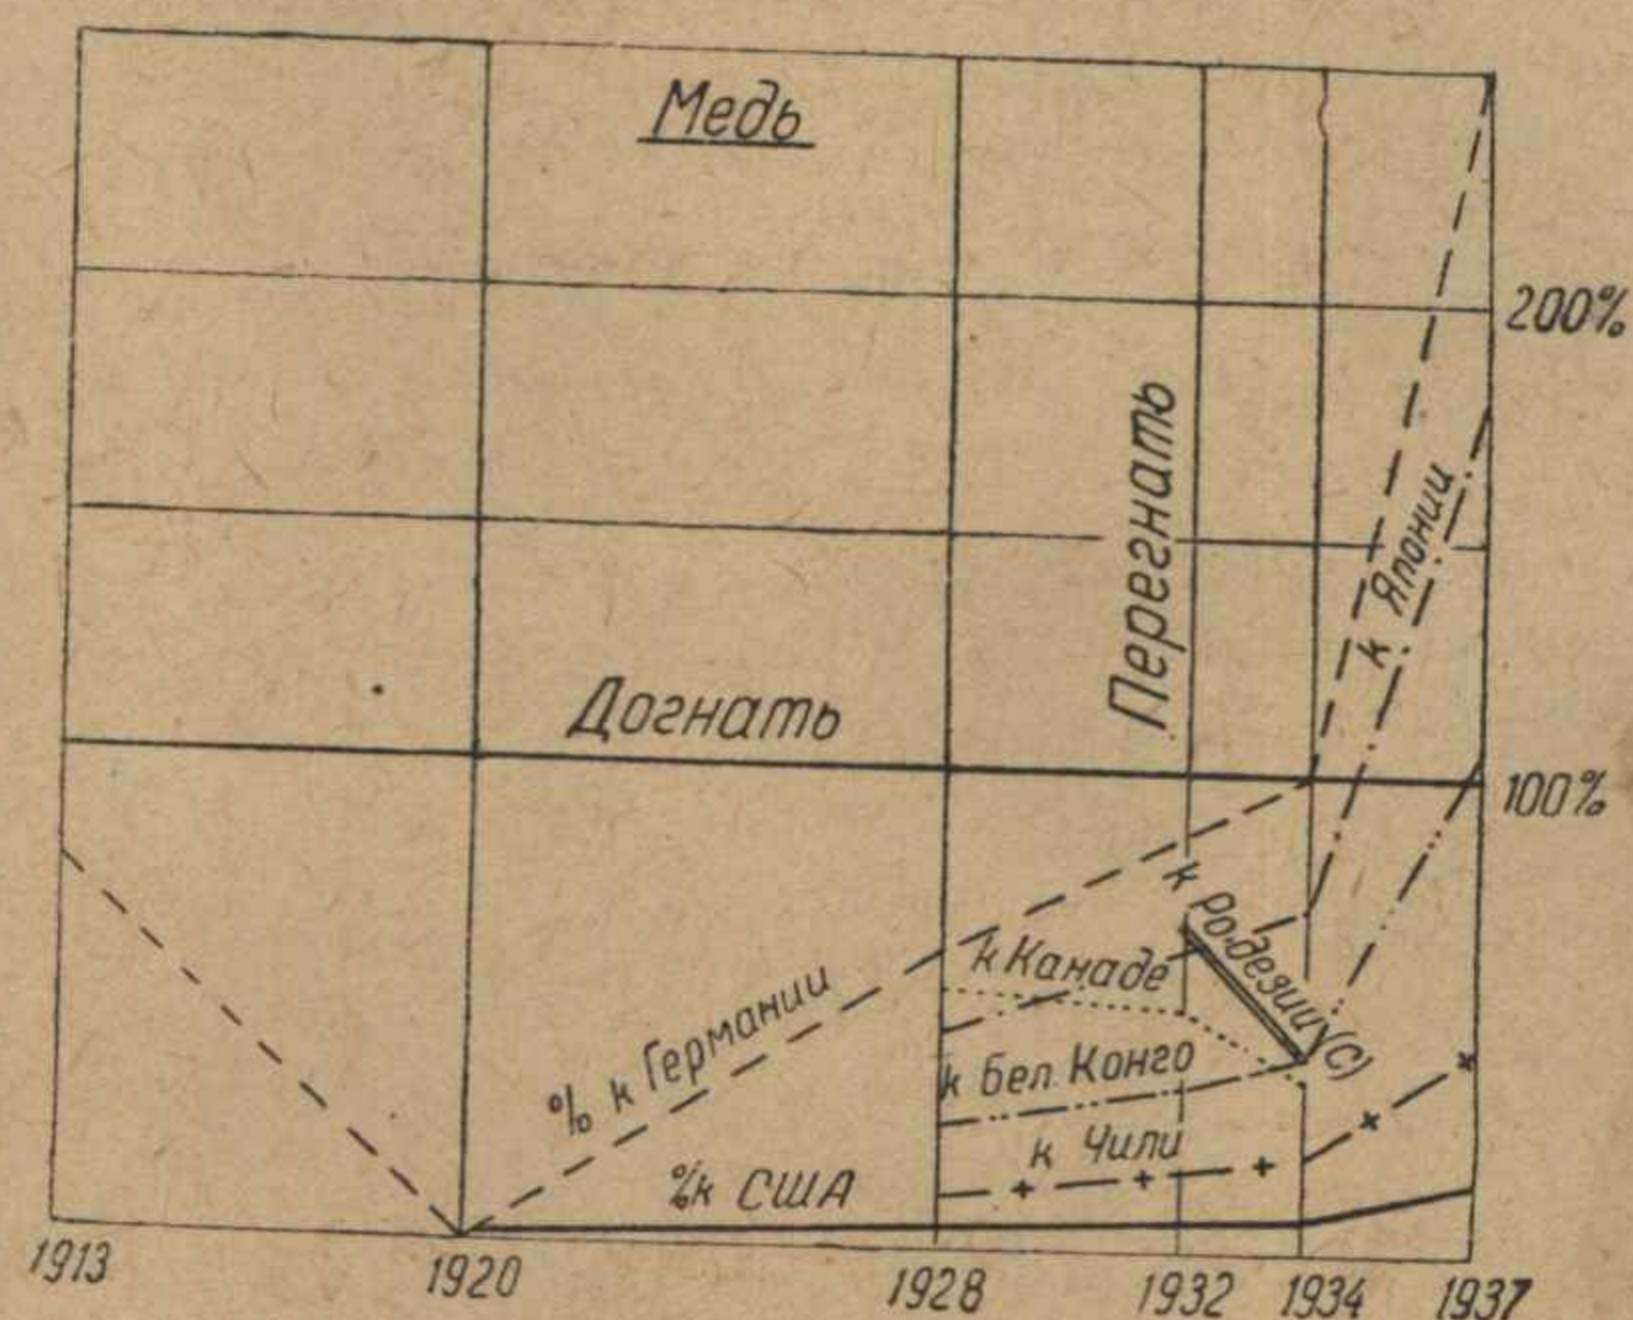 Медь
200%
Перегнать
к Японии
Догнать
100%
к Родезии (С)
к Канаде
% к Германии
к бел. Конго
к Чили
% к США
1913
1920
1928
1932
1934
1937